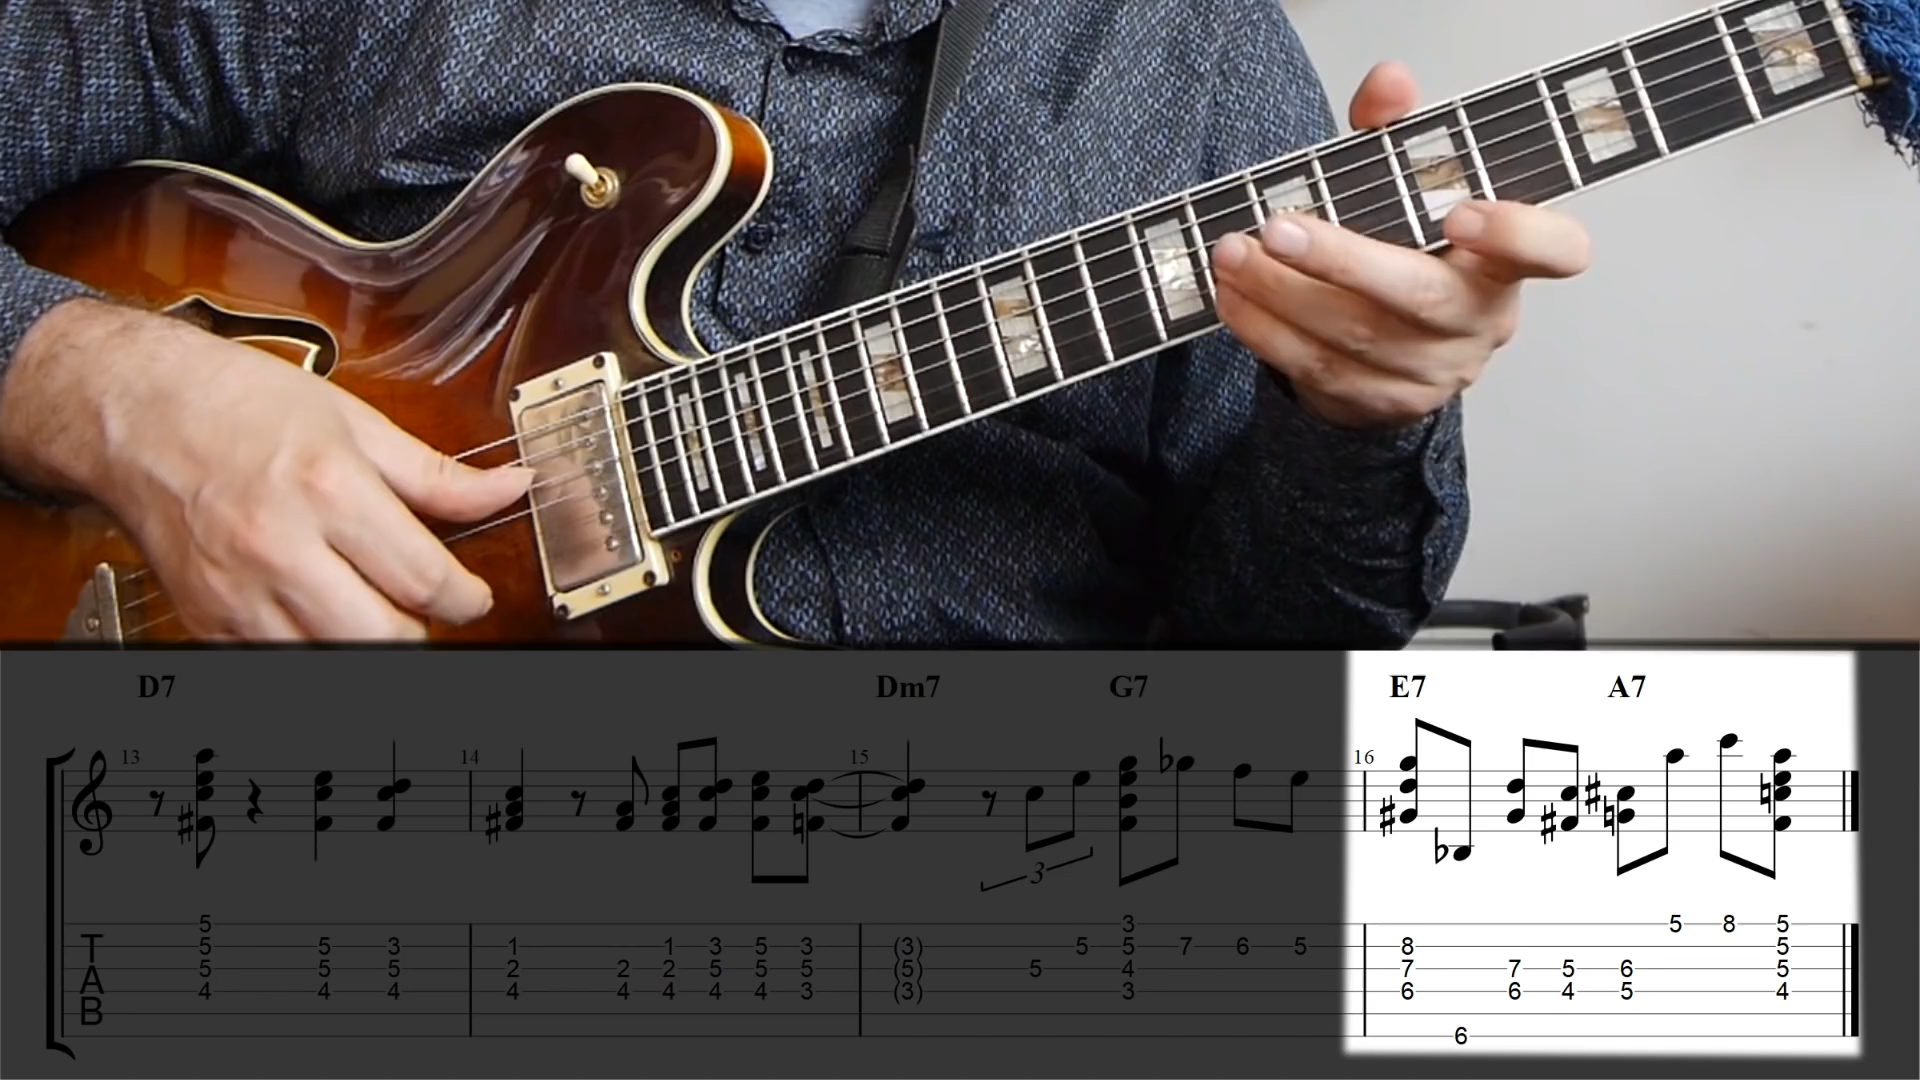 D7 Dm7 G7 E7 A7
13 14 15 16
3
5 3 5 8 5
5 5 3 1 1 3 5 3 (3) 5 5 7 6 5 8 5
5 5 5 2 2 2 5 5 5 (5) 5 4 7 7 5 6 5
4 4 4 4 4 4 4 4 3 (3) 3 6 6 4 5 4
6
T
A
B